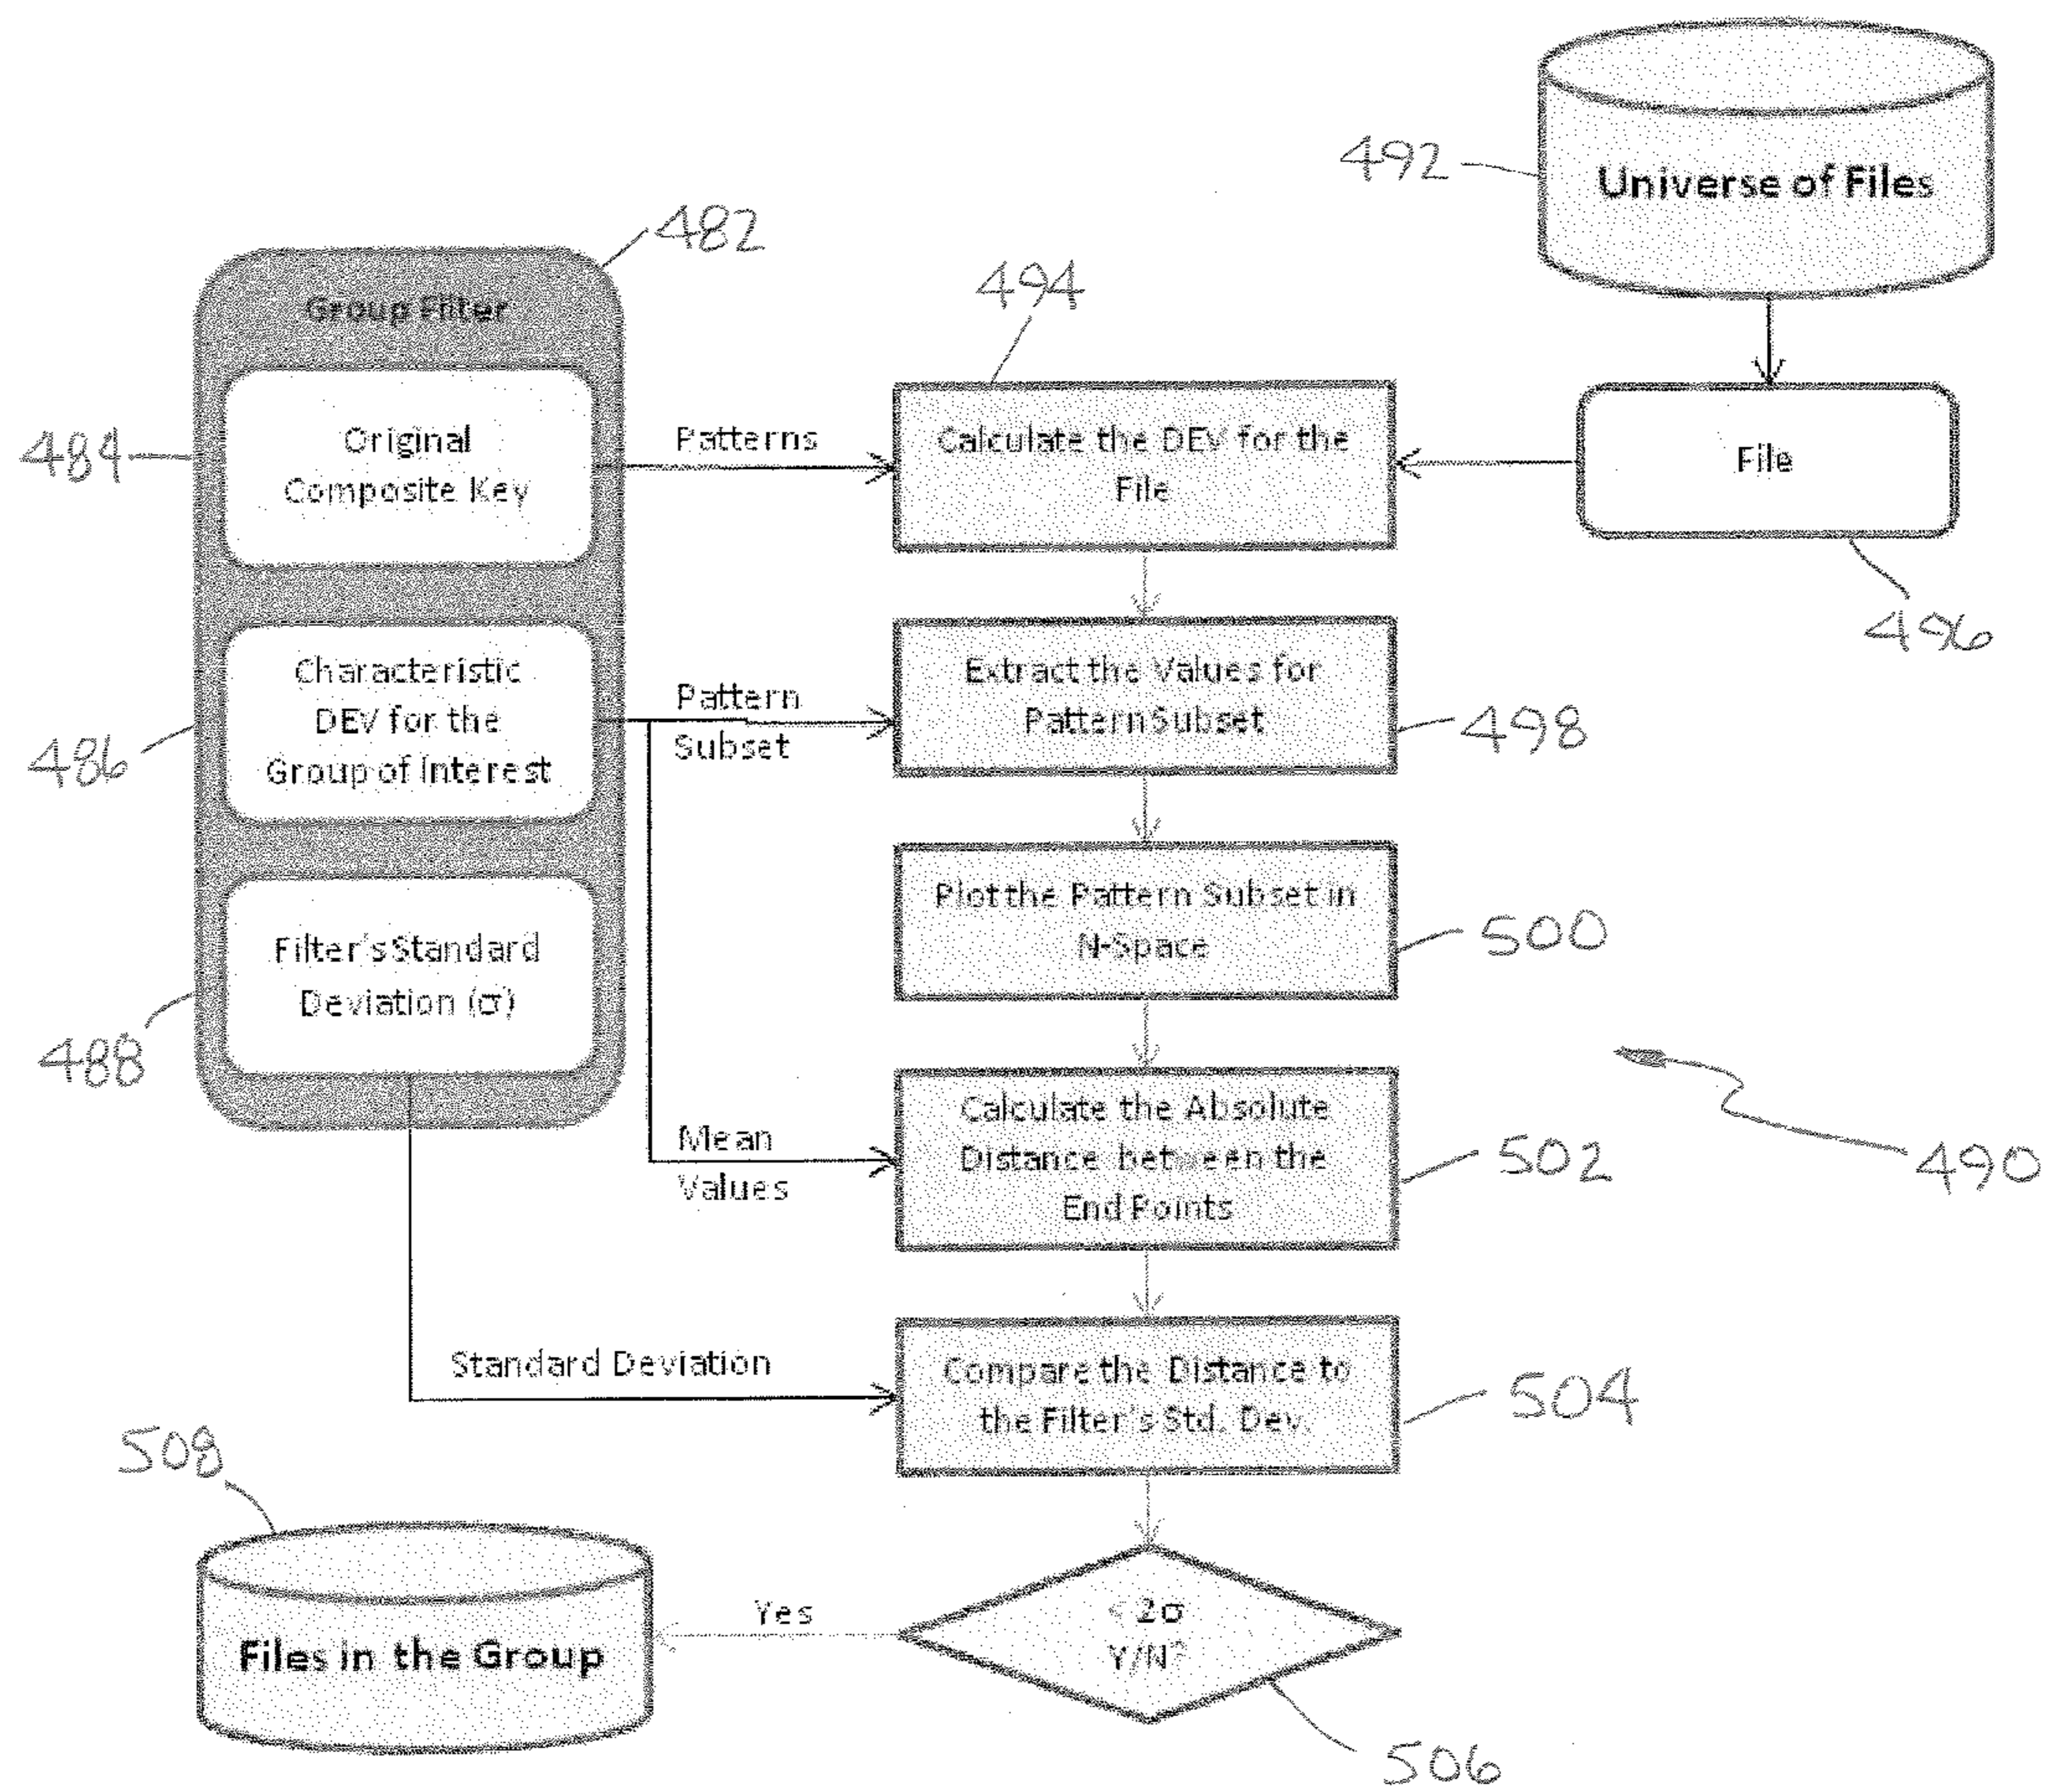 492
Universe of Files
482
Group Filter
494
484
Original
Composite Key
Patterns
Calculate the DEV for the
File
File
496
486
Characteristic
DEV for the
Group of Interest
Pattern
Subset
Extract the Values for
Pattern Subset
498
488
Filter's Standard
Deviation (σ)
Plot the Pattern Subset in
N-Space
500
Mean
Values
Calculate the Absolute
Distance between the
End Points
502
490
Standard Deviation
Compare the Distance to
the Filter's Std. Dev.
504
508
Files in the Group
Yes
< 2σ
Y/N?
506